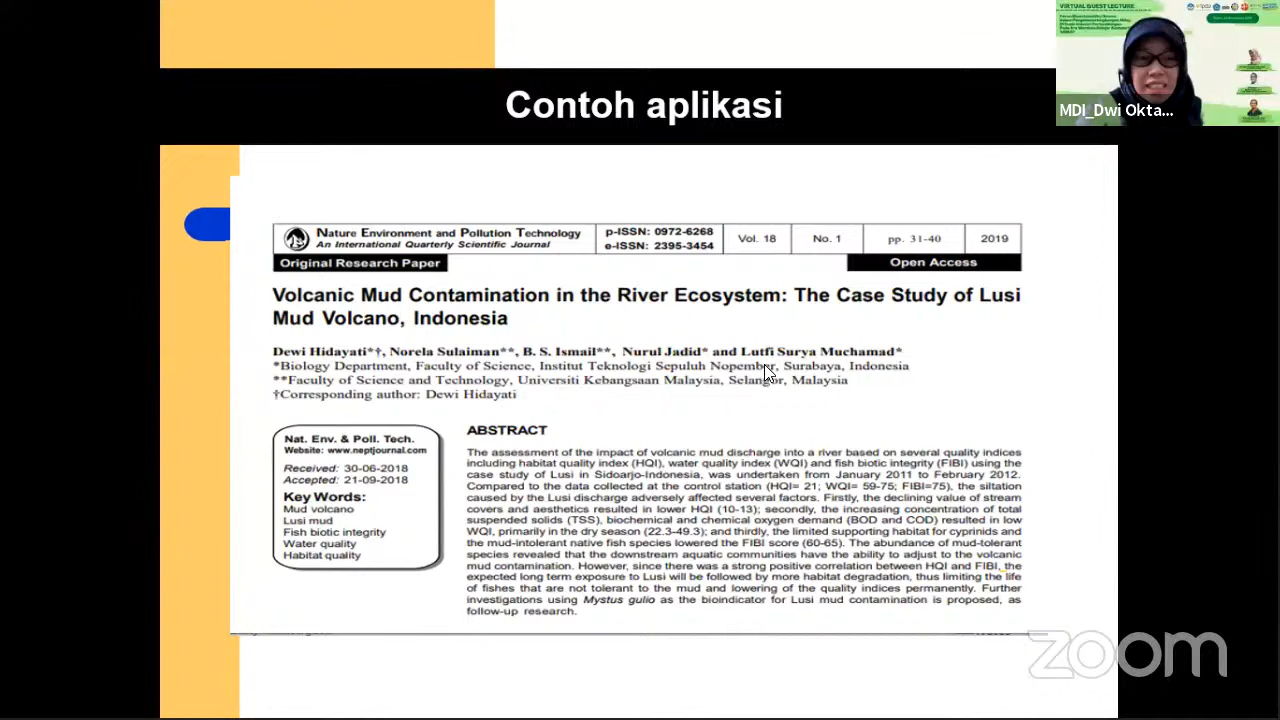 Contoh aplikasi
VIRTUAL GUEST LECTURE
MDI_Dwi Okta...
Nature Environment and Pollution Technology
An International Quarterly Scientific Journal
p-ISSN: 0972-6268
e-ISSN: 2395-3454
Vol. 18
No. 1
pp. 31-40
2019
Original Research Paper
Open Access
Volcanic Mud Contamination in the River Ecosystem: The Case Study of Lusi
Mud Volcano, Indonesia
Dewi Hidayati*†, Norela Sulaiman**, B. S. Ismail**, Nurul Jadid* and Lutfi Surya Muchamad*
*Biology Department, Faculty of Science, Institut Teknologi Sepuluh Nopember, Surabaya, Indonesia
**Faculty of Science and Technology, Universiti Kebangsaan Malaysia, Selangor, Malaysia
†Corresponding author: Dewi Hidayati
Nat. Env. & Poll. Tech.
Website: www.neptjournal.com
Received: 30-06-2018
Accepted: 21-09-2018
Key Words:
Mud volcano
Lusi mud
Fish biotic integrity
Water quality
Habitat quality
ABSTRACT
The assessment of the impact of volcanic mud discharge into a river based on several quality indices
including habitat quality index (HQI), water quality index (WQI) and fish biotic integrity (FIBI) using the
case study of Lusi in Sidoarjo-Indonesia, was undertaken from January 2011 to February 2012.
Compared to the data collected at the control station (HQI= 21; WQI= 59-75; FIBI=75), the siltation
caused by the Lusi discharge adversely affected several factors. Firstly, the declining value of stream
covers and aesthetics resulted in lower HQI (10-13); secondly, the increasing concentration of total
suspended solids (TSS), biochemical and chemical oxygen demand (BOD and COD) resulted in low
WQI, primarily in the dry season (22.3-49.3); and thirdly, the limited supporting habitat for cyprinids and
the mud-intolerant native fish species lowered the FIBI score (60-65). The abundance of mud-tolerant
species revealed that the downstream aquatic communities have the ability to adjust to the volcanic
mud contamination. However, since there was a strong positive correlation between HQI and FIBI, the
expected long term exposure to Lusi will be followed by more habitat degradation, thus limiting the life
of fishes that are not tolerant to the mud and lowering of the quality indices permanently. Further
investigations using Mystus gulio as the bioindicator for Lusi mud contamination is proposed, as
follow-up research.
zoom